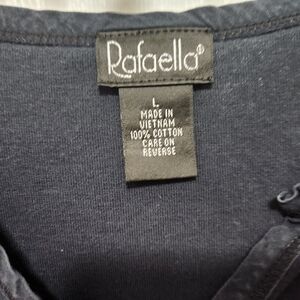 Rafaella®
L
MADE IN
VIETNAM
100% COTTON
CARE ON
REVERSE